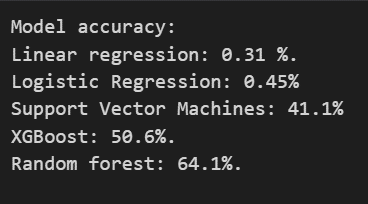 Model accuracy:
Linear regression: 0.31 %.
Logistic Regression: 0.45%
Support Vector Machines: 41.1%
XGBoost: 50.6%.
Random forest: 64.1%.